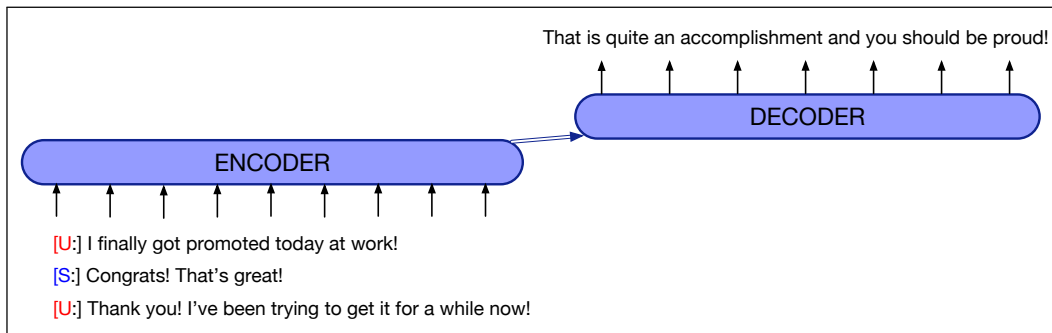 That is quite an accomplishment and you should be proud!
DECODER
ENCODER
[U:] I finally got promoted today at work!
[S:] Congrats! That's great!
[U:] Thank you! I've been trying to get it for a while now!